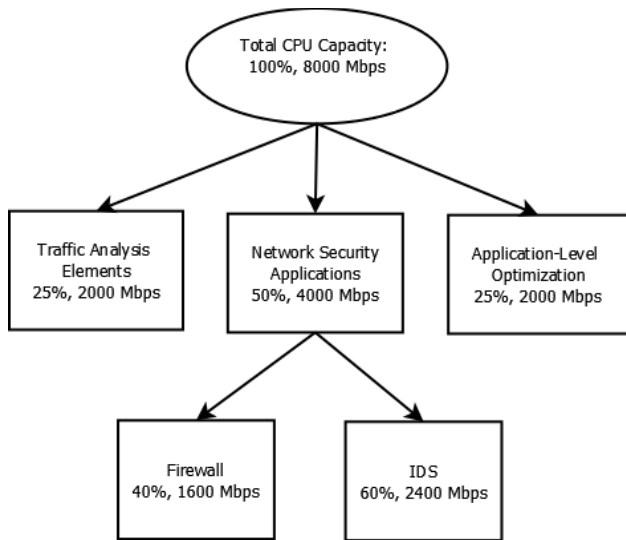 Total CPU Capacity:
100%, 8000 Mbps
Traffic Analysis
Elements
25%, 2000 Mbps
Network Security
Applications
50%, 4000 Mbps
Application-Level
Optimization
25%, 2000 Mbps
Firewall
40%, 1600 Mbps
IDS
60%, 2400 Mbps